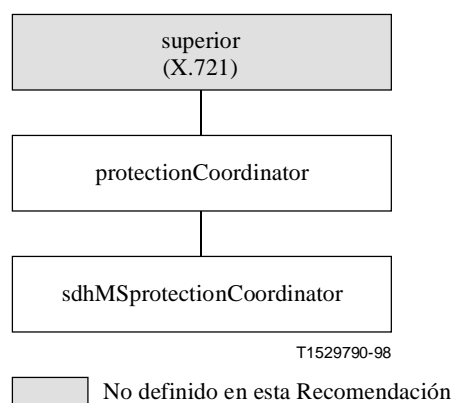 superior
(X.721)
protectionCoordinator
sdhMSprotectionCoordinator
T1529790-98
No definido en esta Recomendación